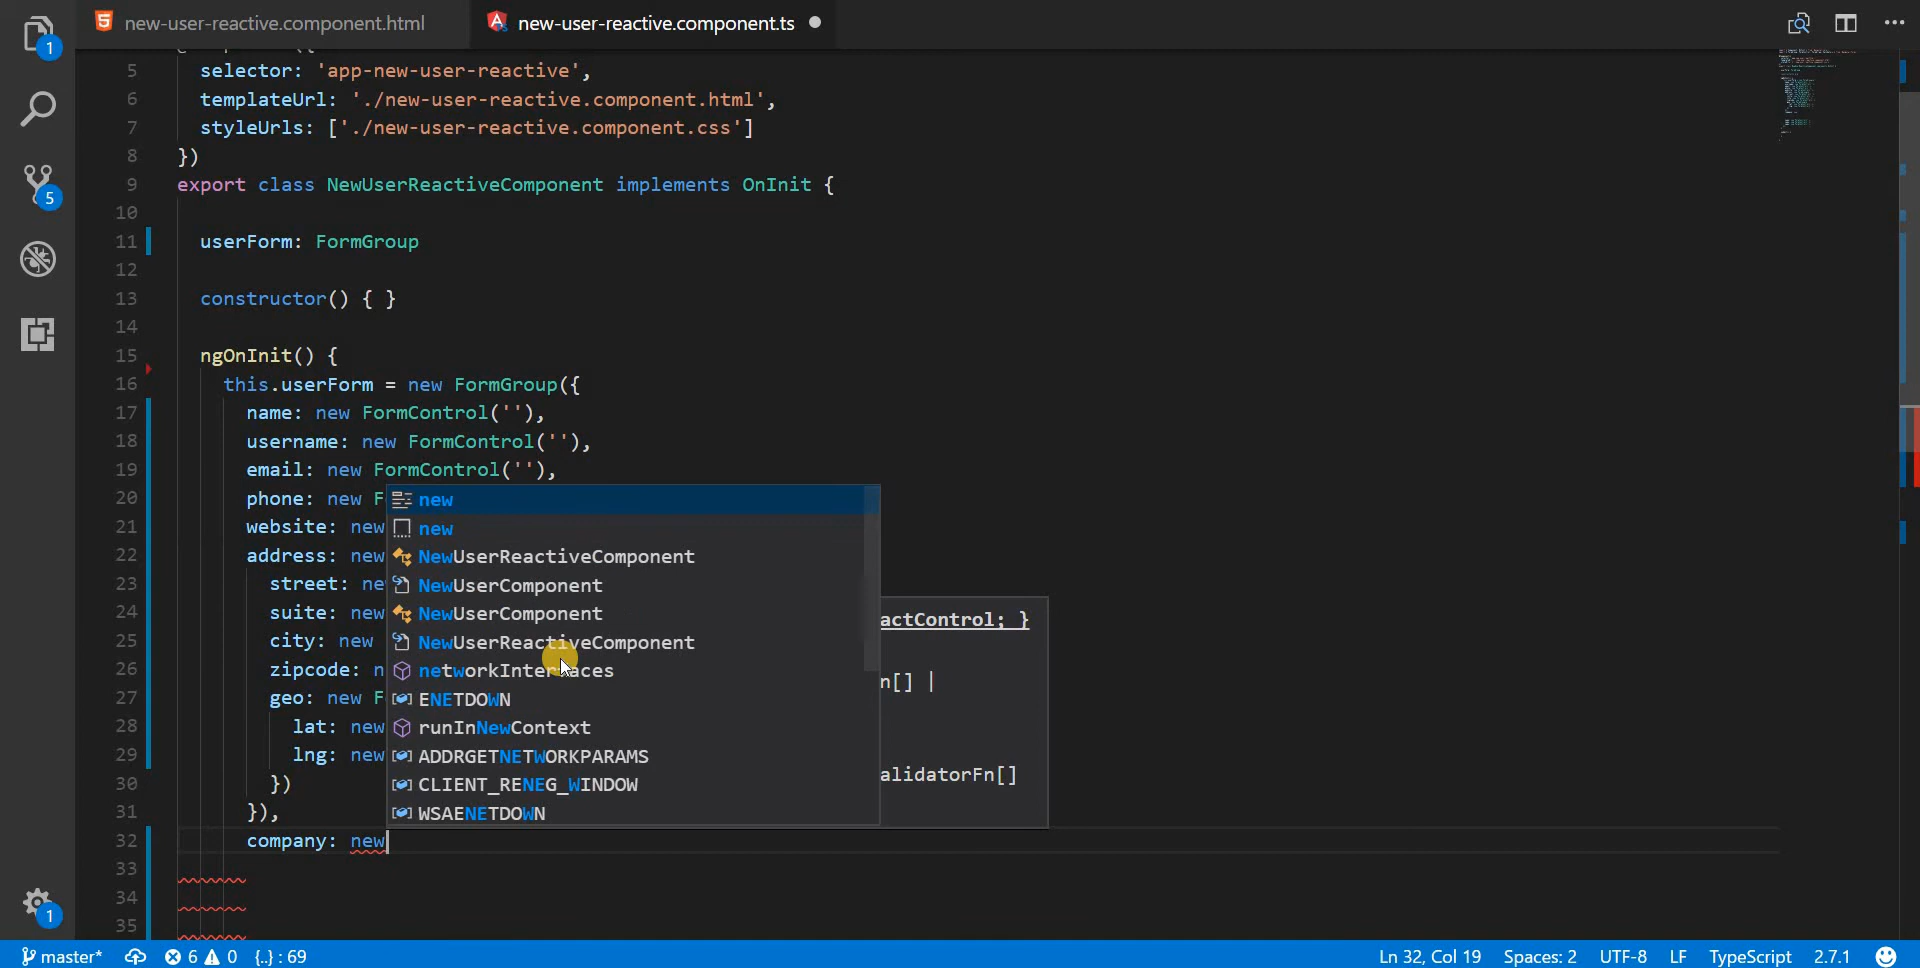 new-user-reactive.component.html
new-user-reactive.component.ts
1
5
5 selector: 'app-new-user-reactive',
6 templateUrl: './new-user-reactive.component.html',
7 styleUrls: ['./new-user-reactive.component.css']
8 })
9 export class NewUserReactiveComponent implements OnInit {
10
11 userForm: FormGroup
12
13 constructor() { }
14
15 ngOnInit() {
16 this.userForm = new FormGroup({
17 name: new FormControl(''),
18 username: new FormControl(''),
19 email: new FormControl(''),
20 phone: new F
21 website: new
22 address: new
23 street: ne
24 suite: new
25 city: new
26 zipcode: n
27 geo: new F
28 lat: new
29 lng: new
30 })
31 }),
32 company: new
33
34
35
new
new
NewUserReactiveComponent
NewUserComponent
NewUserComponent
NewUserReactiveComponent
networkInterfaces
ENETDOWN
runInNewContext
ADDRGETNETWORKPARAMS
CLIENT_RENEG_WINDOW
WSAENETDOWN
actControl; }
n[] |
alidatorFn[]
1
master* 6 0 {..} : 69 Ln 32, Col 19 Spaces: 2 UTF-8 LF TypeScript 2.7.1